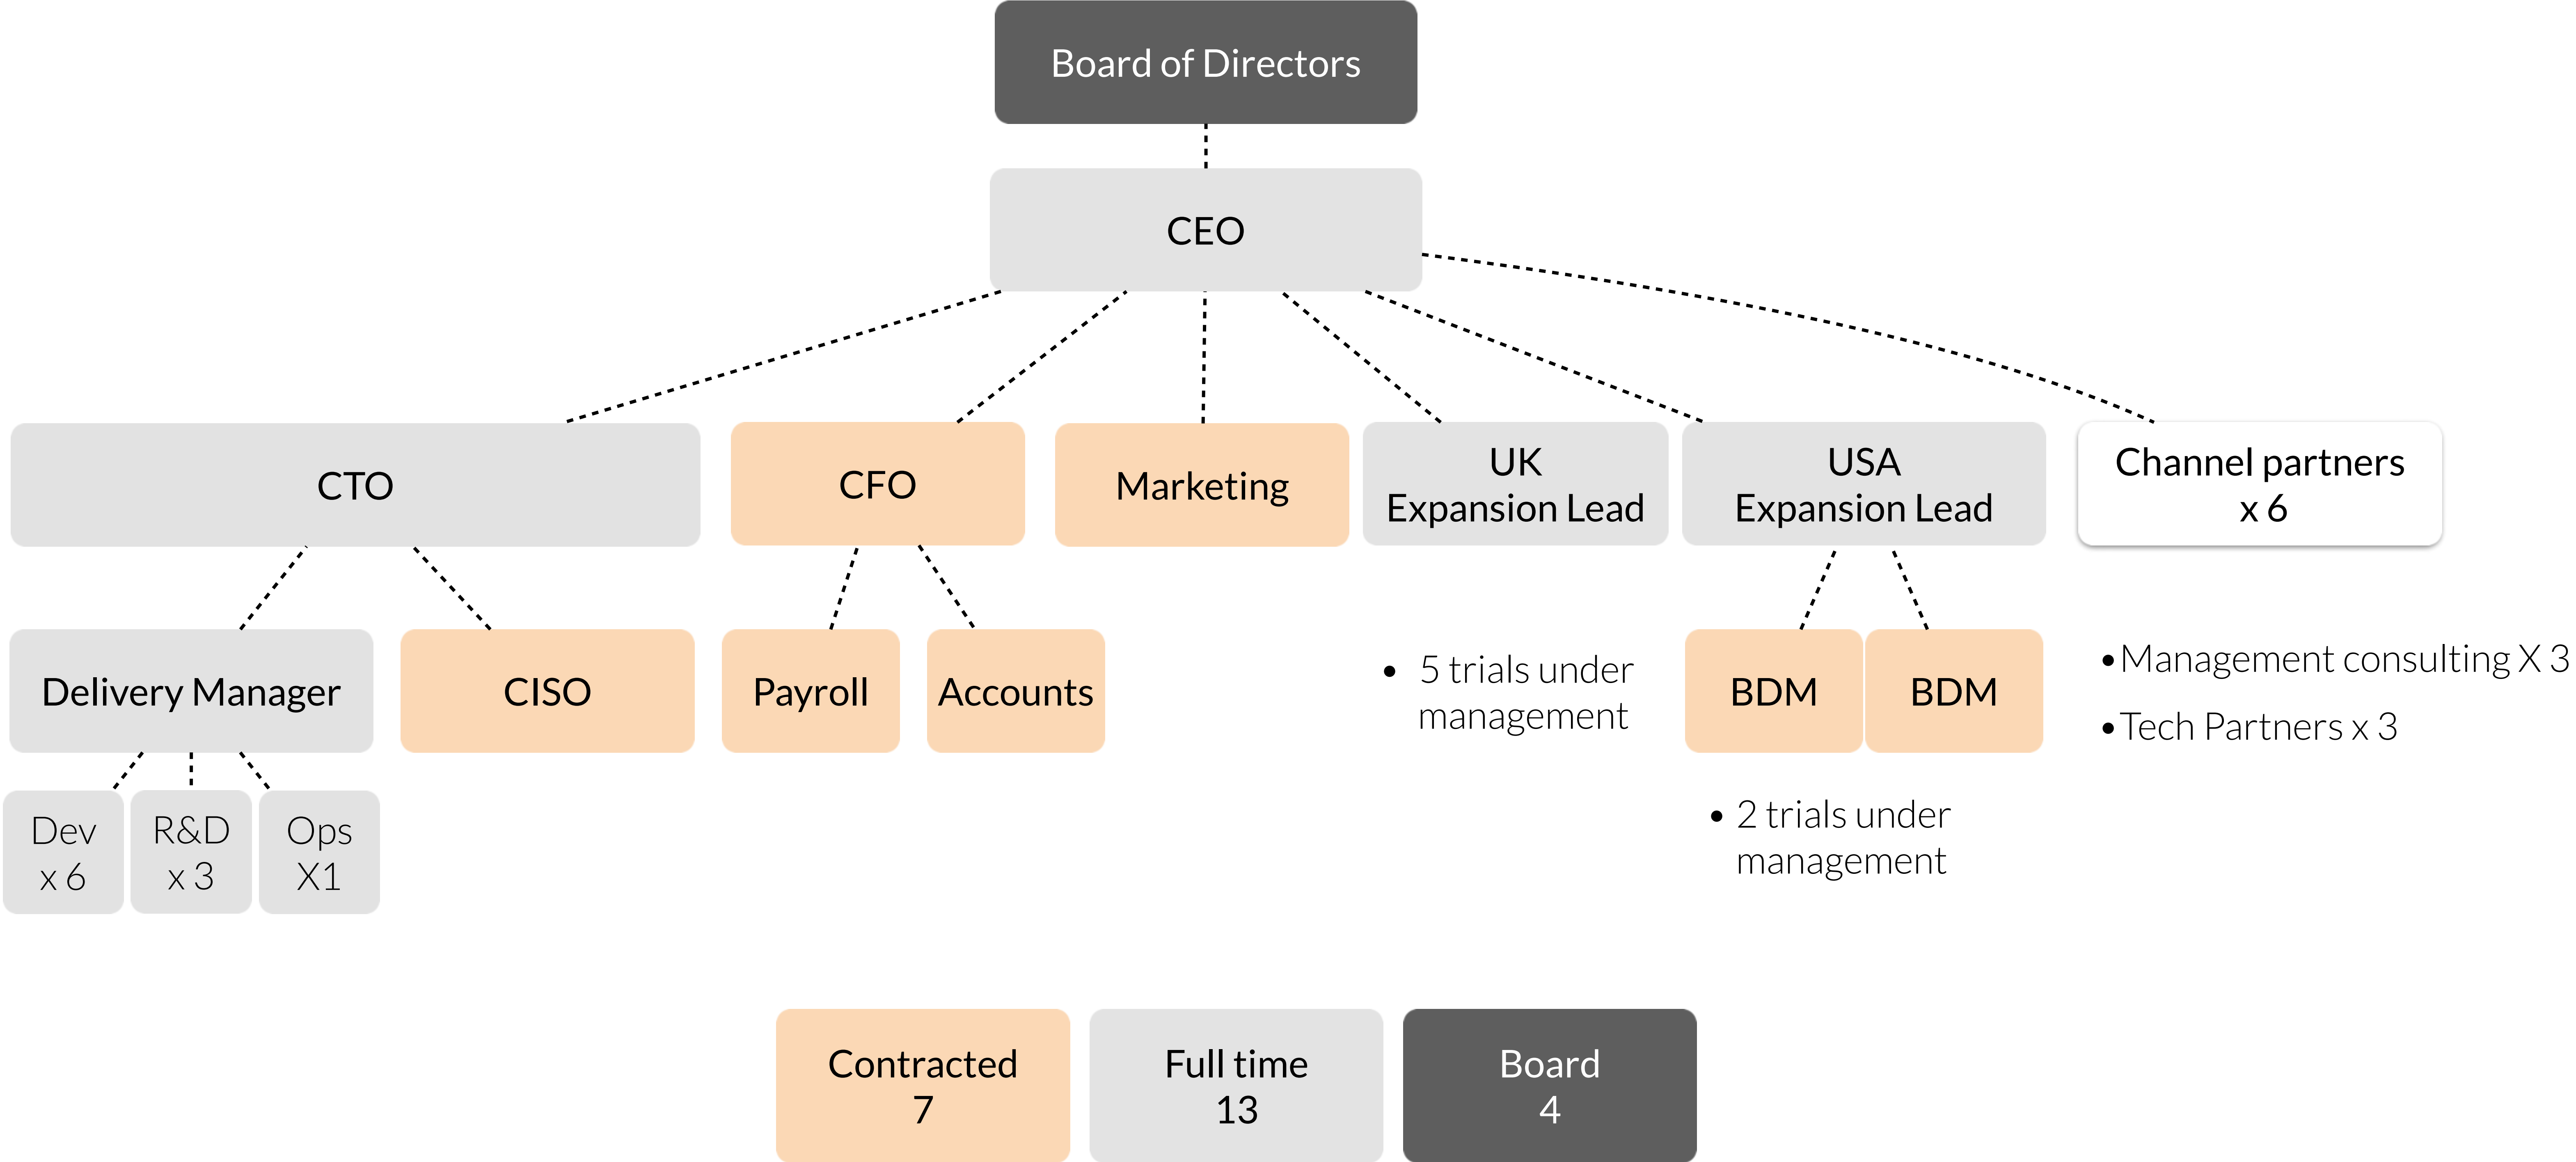 Board of Directors
CEO
CTO
CFO
Marketing
UK
Expansion Lead
USA
Expansion Lead
Channel partners
x 6
Delivery Manager
CISO
Payroll
Accounts
• 5 trials under
management
BDM
BDM
•Management consulting X 3
•Tech Partners x 3
Dev
x 6
R&D
x 3
Ops
X1
• 2 trials under
management
Contracted
7
Full time
13
Board
4